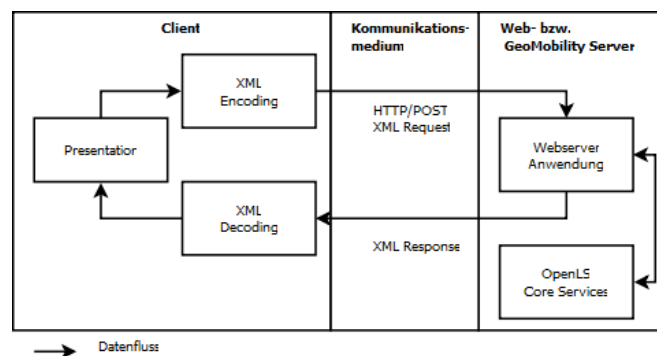 Client
Kommunikations-
medium
Web- bzw.
GeoMobility Server
XML
Encoding
HTTP/POST
XML Request
Presentation
Webserver
Anwendung
XML
Decoding
XML Response
OpenLS
Core Services
Datenfluss